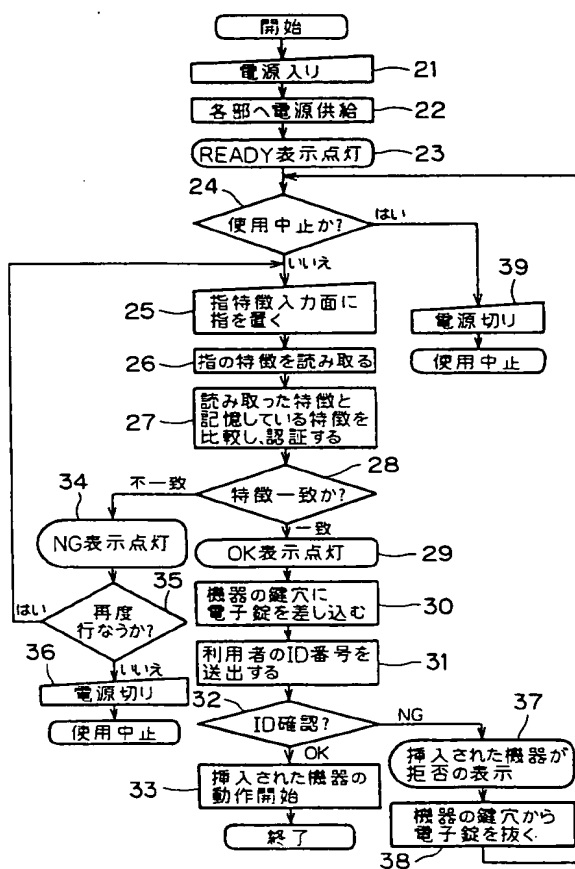 開始
電源入り
21
各部へ電源供給
22
READY表示点灯
23
24
使用中止か?
はい
いいえ
39
電源切り
使用中止
25
指特徴入力面に
指を置く
26
指の特徴を読み取る
27
読み取った特徴と
記憶している特徴を
比較し、認証する
28
特徴一致か?
不一致
一致
34
NG表示点灯
OK表示点灯
29
35
再度
行なうか?
はい
いいえ
36
電源切り
使用中止
機器の鍵穴に
電子錠を差し込む
30
利用者のID番号を
送出する
31
32
ID確認?
NG
OK
37
挿入された機器が
拒否の表示
33
挿入された機器の
動作開始
機器の鍵穴から
電子錠を抜く
38
終了